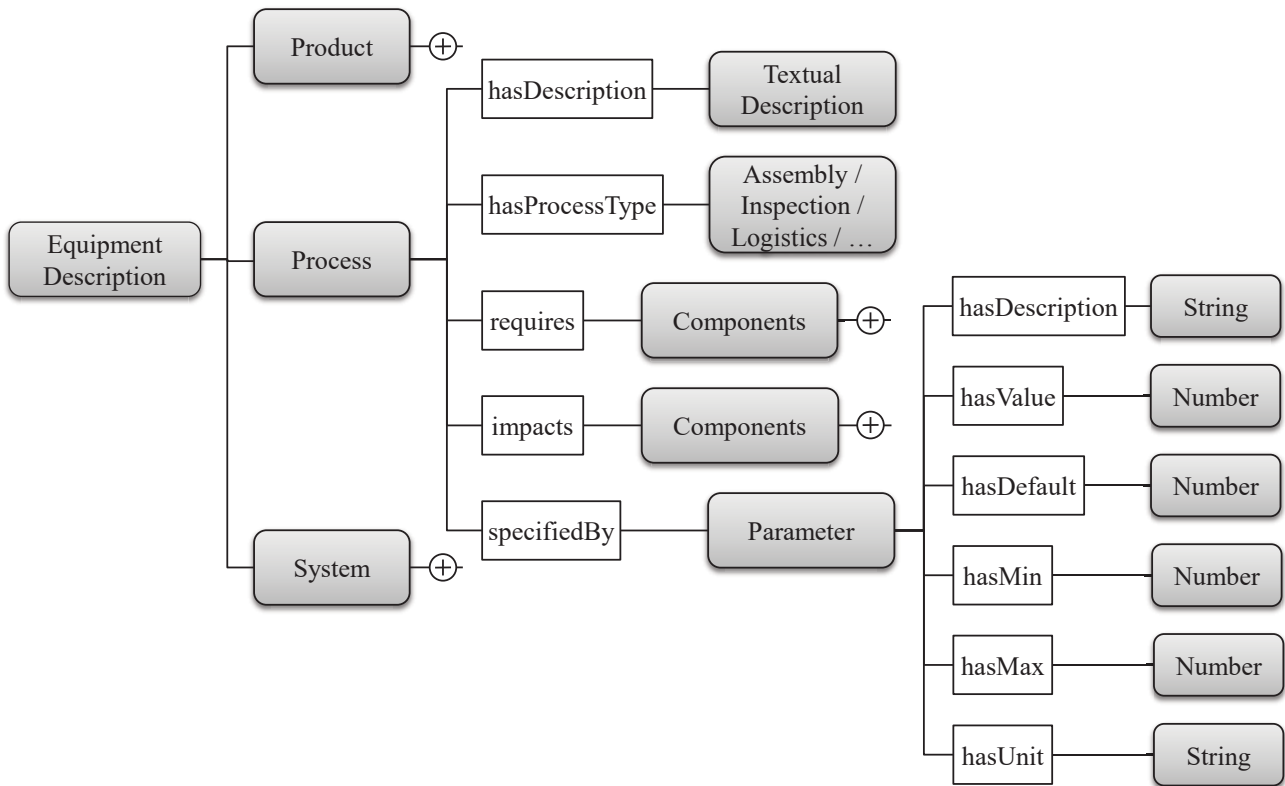 Product
hasDescription
Textual
Description
hasProcessType
Assembly /
Inspection /
Logistics / …
Equipment
Description
Process
requires
Components
impacts
Components
specifiedBy
Parameter
System
hasDescription
String
hasValue
Number
hasDefault
Number
hasMin
Number
hasMax
Number
hasUnit
String